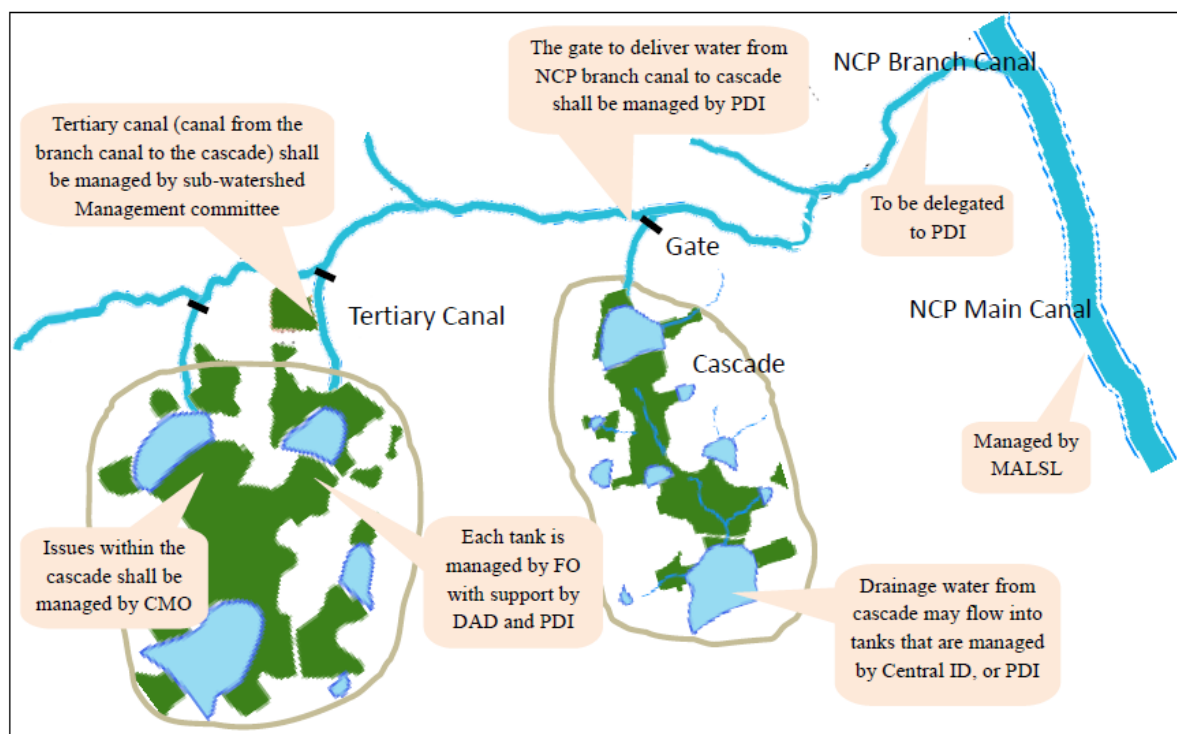 The gate to deliver water from
NCP branch canal to cascade
shall be managed by PDI
NCP Branch Canal
Tertiary canal (canal from the
branch canal to the cascade) shall
be managed by sub-watershed
Management committee
To be delegated
to PDI
Gate
Tertiary Canal
NCP Main Canal
Cascade
Managed by
MALSL
Issues within the
cascade shall be
managed by CMO
Each tank is
managed by FO
with support by
DAD and PDI
Drainage water from
cascade may flow into
tanks that are managed
by Central ID, or PDI